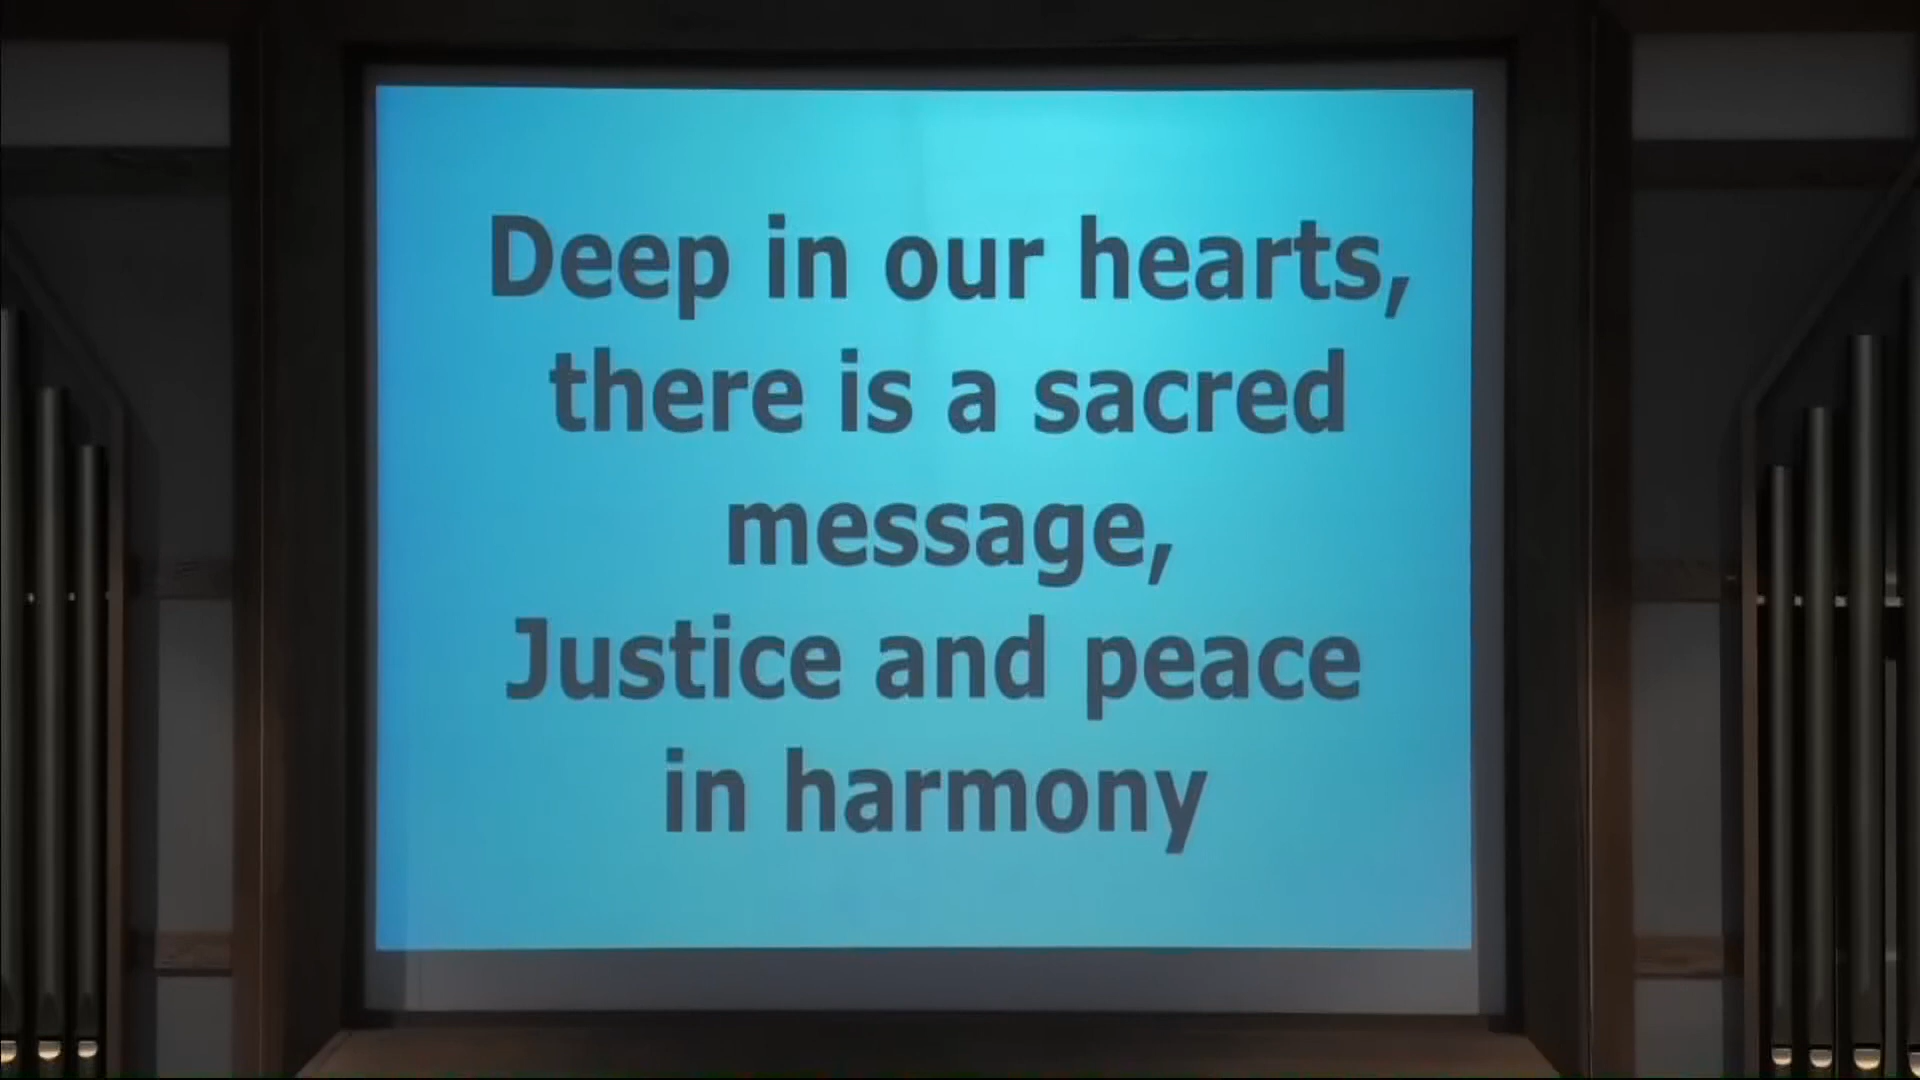 Deep in our hearts,
there is a sacred
message,
Justice and peace
in harmony